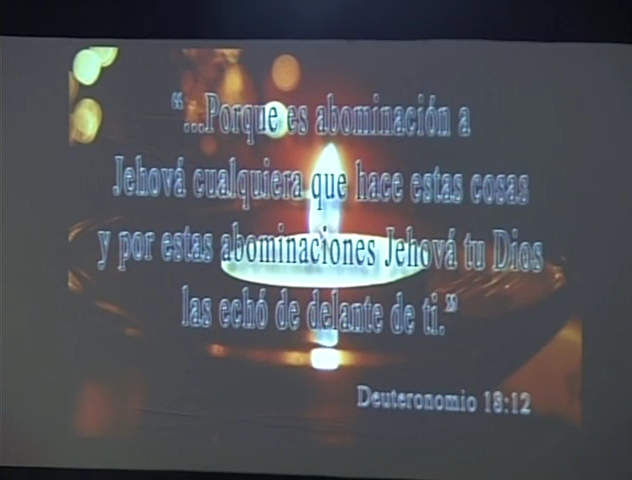 “...Porque es abominación a
Jehová cualquiera que hace estas cosas
y por estas abominaciones Jehová tu Dios
las echó de delante de ti.”
Deuteronomio 18:12